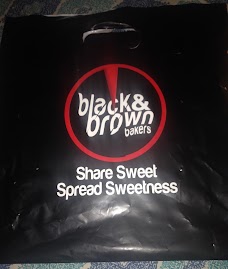 black&
brown
bakers
Share Sweet
Spread Sweetness